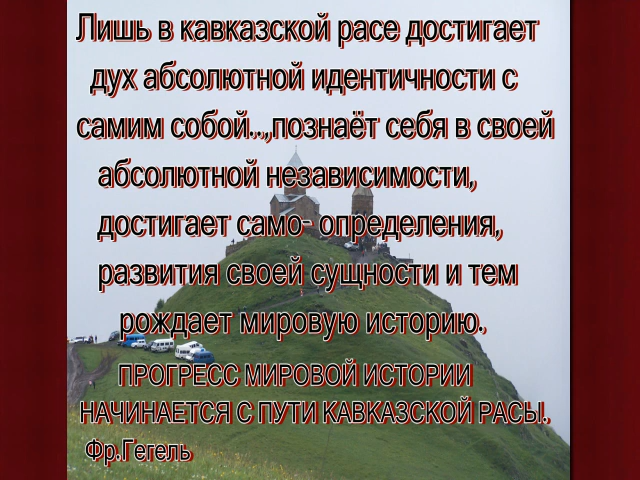 Лишь в кавказской расе достигает
дух абсолютной идентичности с
самим собой..,познаёт себя в своей
абсолютной независимости,
достигает само- определения,
развития своей сущности и тем
рождает мировую историю.
ПРОГРЕСС МИРОВОЙ ИСТОРИИ
НАЧИНАЕТСЯ С ПУТИ КАВКАЗСКОЙ РАСЫ.
Фр.Гегель